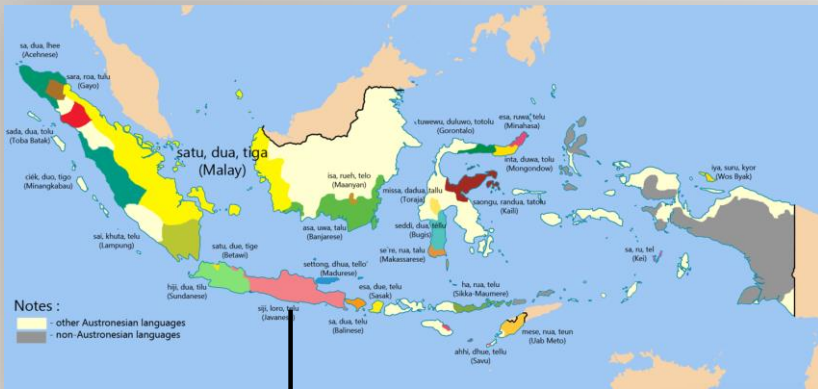 sa, dua, lhee
(Acehnese)
sara, roa, tulu
(Gayo)
sada, dua, tolu
(Toba Batak)
ciék, duo, tigo
(Minangkabau)
sai, khuta, telu
(Lampung)
satu, dua, tiga
(Malay)
satu, due, tige
(Betawi)
hiji, dua, tilu
(Sundanese)
siji, loro, telu
(Javanese)
settong, dhua, tello'
(Madurese)
sa, dua, telu
(Balinese)
esa, due, telu
(Sasak)
isa, rueh, telo
(Maanyan)
asa, uwa, talu
(Banjarese)
tuwewu, duluwo, totolu
(Gorontalo)
esa, ruwa, telu
(Minahasa)
inta, duwa, tolu
(Mongondow)
missa, dadua, tallu
(Toraja)
saongu, randua, tatolu
(Kaili)
seddi, dua, tellu
(Bugis)
se're, rua, talu
(Makassarese)
ha, rua, telu
(Sikka-Maumere)
ahhi, dhue, tellu
(Savu)
mese, nua, teun
(Uab Meto)
sa, ru, tel
(Kei)
iya, suru, kyor
(Wos Byak)
Notes :
- other Austronesian languages
- non-Austronesian languages